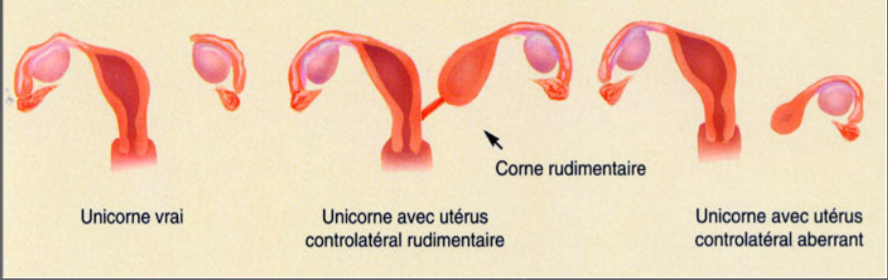 Corne rudimentaire
Unicorne vrai
Unicorne avec utérus
controlatéral rudimentaire
Unicorne avec utérus
controlatéral aberrant